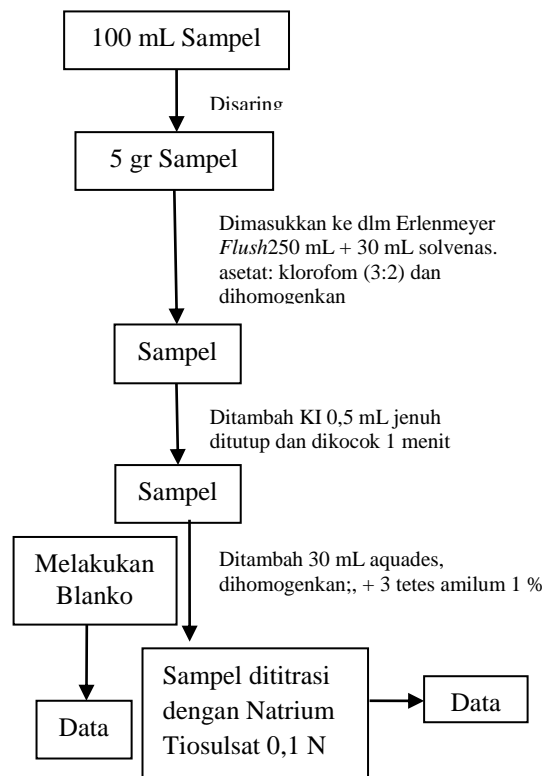 100 mL Sampel
Disaring
5 gr Sampel
Dimasukkan ke dlm Erlenmeyer
Flush250 mL + 30 mL solvenas.
asetat: klorofom (3:2) dan
dihomogenkan
Sampel
Ditambah KI 0,5 mL jenuh
ditutup dan dikocok 1 menit
Sampel
Ditambah 30 mL aquades,
dihomogenkan;, + 3 tetes amilum 1 %
Melakukan
Blanko
Data
Sampel dititrasi
dengan Natrium
Tiosulsat 0,1 N
Data